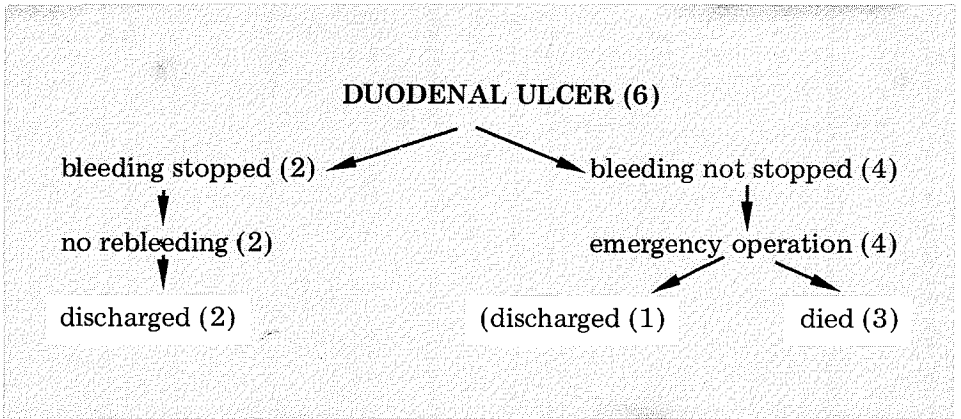 DUODENAL ULCER (6)
bleeding stopped (2) bleeding not stopped (4)
no rebleeding (2) emergency operation (4)
discharged (2) (discharged (1) died (3)